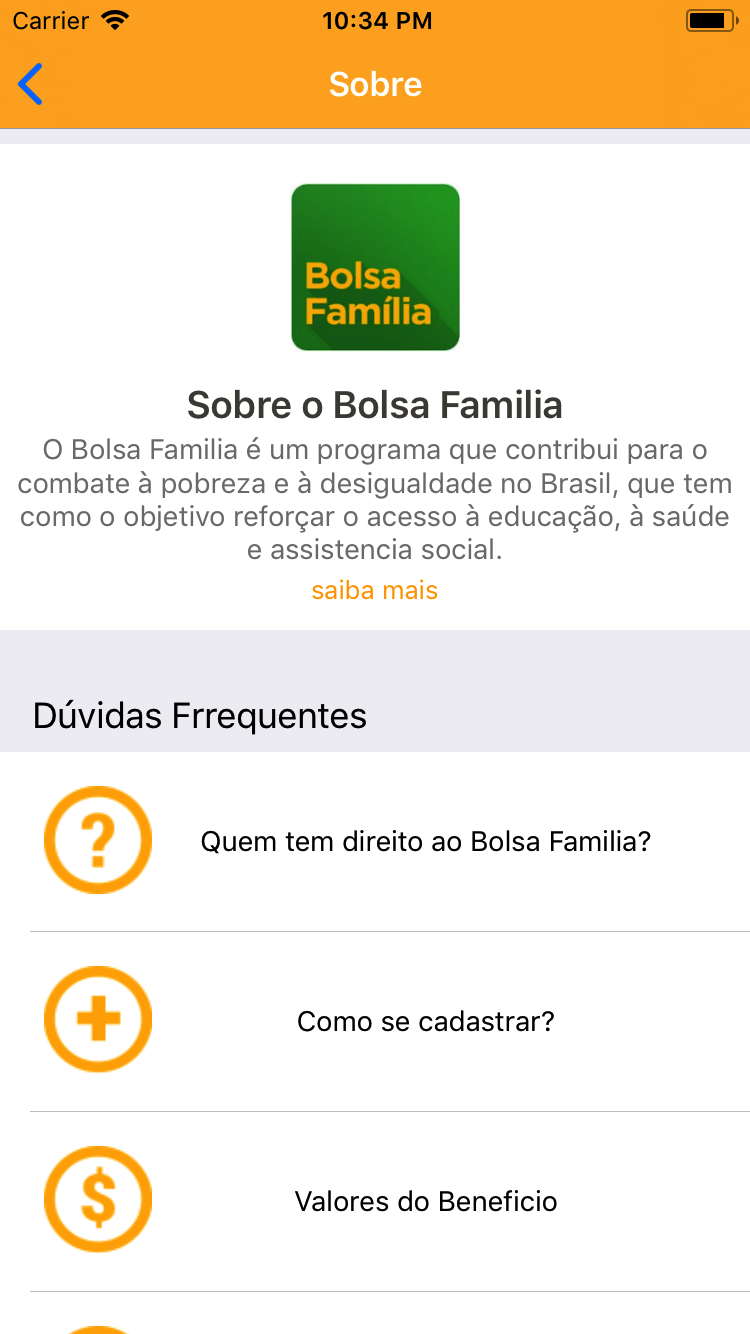 Carrier
10:34 PM
Sobre
Bolsa
Família
Sobre o Bolsa Familia
O Bolsa Familia é um programa que contribui para o
combate à pobreza e à desigualdade no Brasil, que tem
como o objetivo reforçar o acesso à educação, à saúde
e assistencia social.
saiba mais
Dúvidas Frrequentes
?
Quem tem direito ao Bolsa Familia?
+
Como se cadastrar?
$
Valores do Beneficio